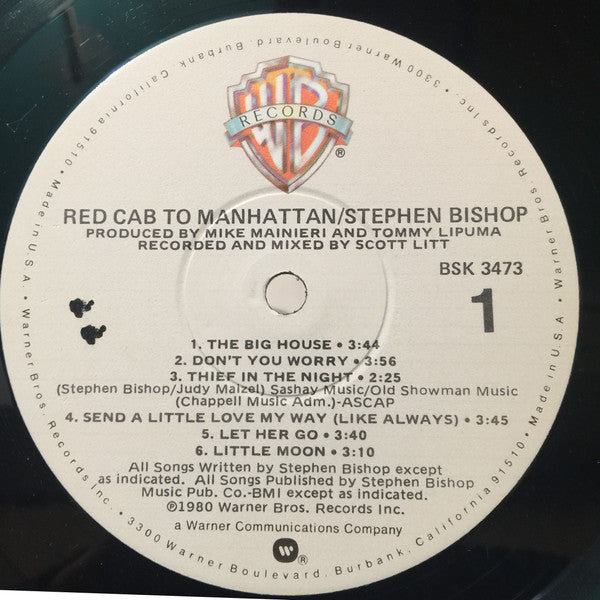 WB
RECORDS
®
RED CAB TO MANHATTAN/STEPHEN BISHOP
PRODUCED BY MIKE MAINIERI AND TOMMY LIPUMA
RECORDED AND MIXED BY SCOTT LITT
BSK 3473
1
1. THE BIG HOUSE • 3:44
2. DON'T YOU WORRY • 3:56
3. THIEF IN THE NIGHT • 2:25
(Stephen Bishop/Judy Maizel) Sashay Music/Old Showman Music
(Chappell Music Adm.)-ASCAP
4. SEND A LITTLE LOVE MY WAY (LIKE ALWAYS) • 3:45
5. LET HER GO • 3:40
6. LITTLE MOON • 3:10
All Songs Written by Stephen Bishop except
as indicated. All Songs Published by Stephen Bishop
Music Pub. Co.-BMI except as indicated.
℗1980 Warner Bros. Records Inc.
a Warner Communications Company
W ®
Warner Bros. Records Inc. • 3300 Warner Boulevard, Burbank, California 91510 • Made in U.S.A. • Warner Bros. Records Inc. • 3300 Warner Boulevard, Burbank, California 91510 • Made in U.S.A. •